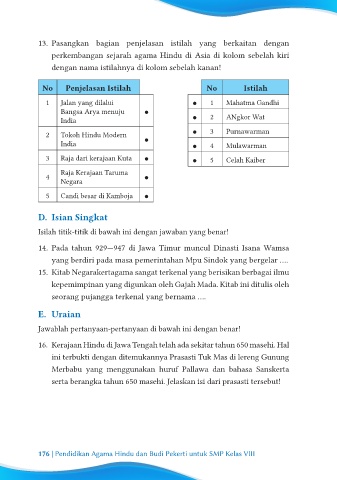 13. Pasangkan bagian penjelasan istilah yang berkaitan dengan
perkembangan sejarah agama Hindu di Asia di kolom sebelah kiri
dengan nama istilahnya di kolom sebelah kanan!
No Penjelasan Istilah
1 Jalan yang dilalui
Bangsa Arya menuju
India
2 Tokoh Hindu Modern
India
3 Raja dari kerajaan Kuta
4 Raja Kerajaan Taruma
Negara
5 Candi besar di Kamboja
No Istilah
1 Mahatma Gandhi
2 ANgkor Wat
3 Purnawarman
4 Mulawarman
5 Celah Kaiber
D. Isian Singkat
Isilah titik-titik di bawah ini dengan jawaban yang benar!
14. Pada tahun 929—947 di Jawa Timur muncul Dinasti Isana Wamsa
yang berdiri pada masa pemerintahan Mpu Sindok yang bergelar ….
15. Kitab Negarakertagama sangat terkenal yang berisikan berbagai ilmu
kepemimpinan yang digunkan oleh Gajah Mada. Kitab ini ditulis oleh
seorang pujangga terkenal yang bernama ….
E. Uraian
Jawablah pertanyaan-pertanyaan di bawah ini dengan benar!
16. Kerajaan Hindu di Jawa Tengah telah ada sekitar tahun 650 masehi. Hal
ini terbukti dengan ditemukannya Prasasti Tuk Mas di lereng Gunung
Merbabu yang menggunakan huruf Pallawa dan bahasa Sanskerta
serta berangka tahun 650 masehi. Jelaskan isi dari prasasti tersebut!
176 | Pendidikan Agama Hindu dan Budi Pekerti untuk SMP Kelas VIII